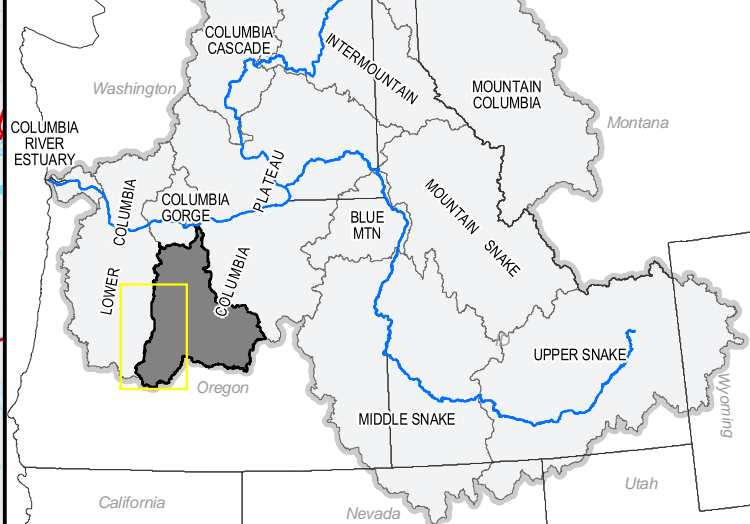 COLUMBIA
CASCADE
INTERMOUNTAIN
Washington
MOUNTAIN
COLUMBIA
Montana
COLUMBIA
RIVER
ESTUARY
PLATEAU
COLUMBIA
COLUMBIA
GORGE
MOUNTAIN SNAKE
BLUE
MTN
LOWER
COLUMBIA
UPPER SNAKE
Oregon
Wyoming
MIDDLE SNAKE
California
Nevada
Utah